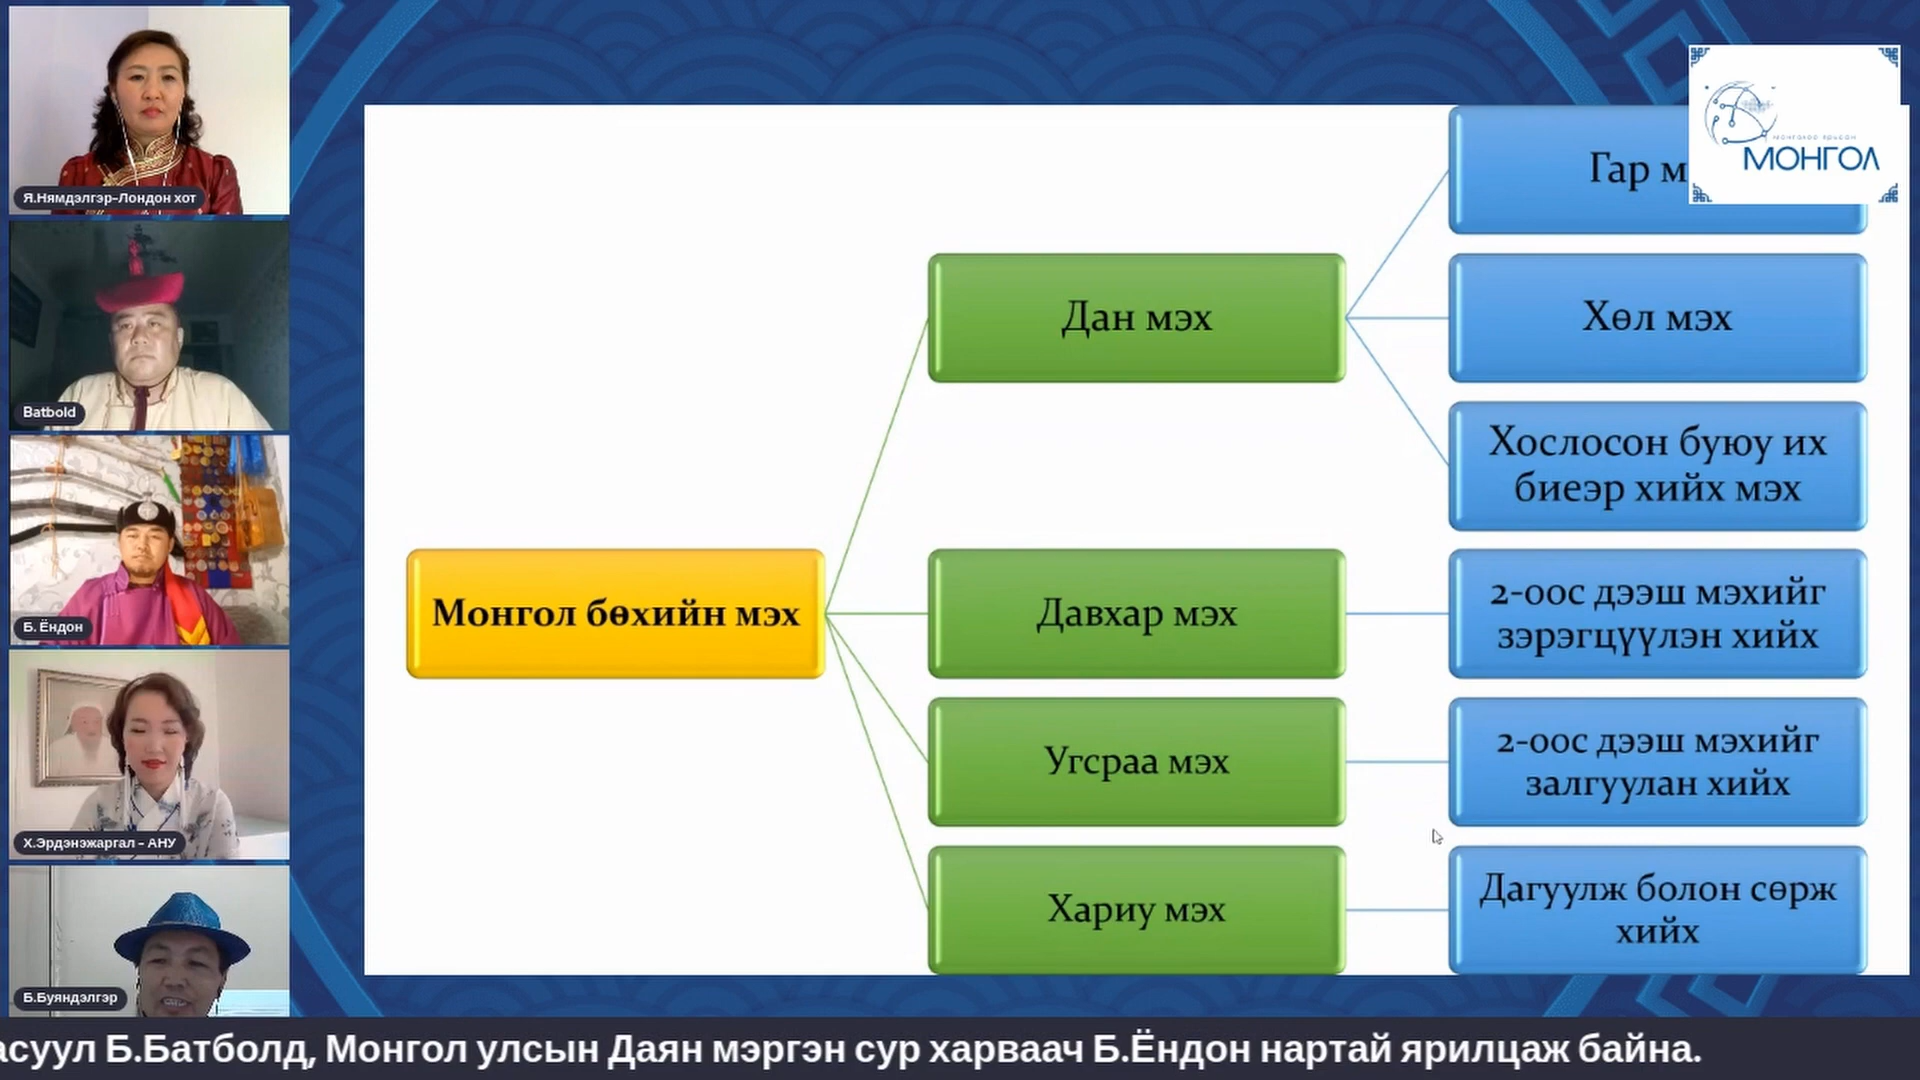 Я.Нямдэлгэр-Лондон хот
Batbold
Б. Ёндон
Х.Эрдэнэжаргал - АНУ
Б.Буяндэлгэр
МОНГОЛ
Гар м
Дан мэх
Хөл мэх
Хослосон буюу их
биеэр хийх мэх
Монгол бөхийн мэх
Давхар мэх
2-оос дээш мэхийг
зэрэгцүүлэн хийх
Угсраа мэх
2-оос дээш мэхийг
залгуулан хийх
Хариу мэх
Дагуулж болон сөрж
хийх
асуул Б.Батболд, Монгол улсын Даян мэргэн сур харваач Б.Ёндон нартай ярилцаж байна.